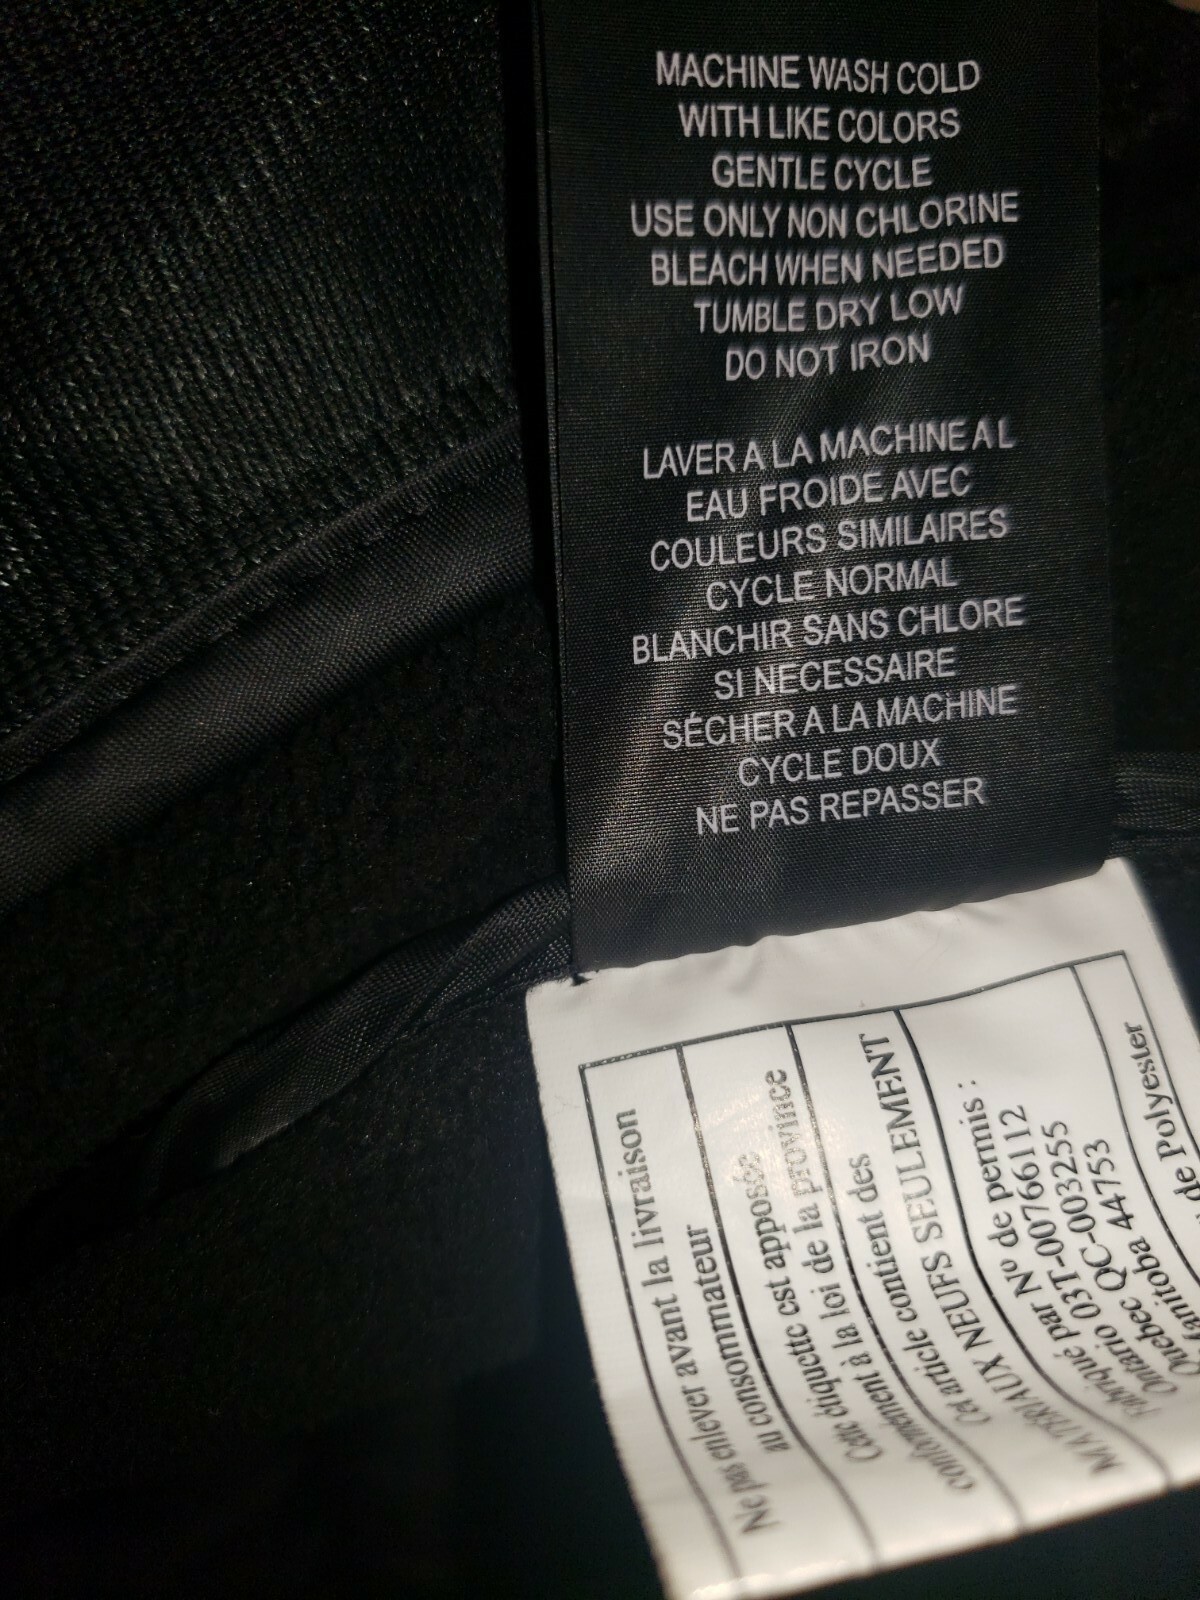 MACHINE WASH COLD
WITH LIKE COLORS
GENTLE CYCLE
USE ONLY NON CHLORINE
BLEACH WHEN NEEDED
TUMBLE DRY LOW
DO NOT IRON
LAVER A LA MACHINE A L
EAU FROIDE AVEC
COULEURS SIMILAIRES
CYCLE NORMAL
BLANCHIR SANS CHLORE
SI NECESSAIRE
SÉCHER A LA MACHINE
CYCLE DOUX
NE PAS REPASSER
Ne pas enlever avant la livraison
au consommateur
Cette étiquette est apposée
conformément à la loi de la province
Cet article contient des
MATÉRIAUX NEUFS SEULEMENT
Fabriqué par Nº de permis :
Ontario 03T-00766112
Quebec QC-003255
Manitoba 44753
de Polyester